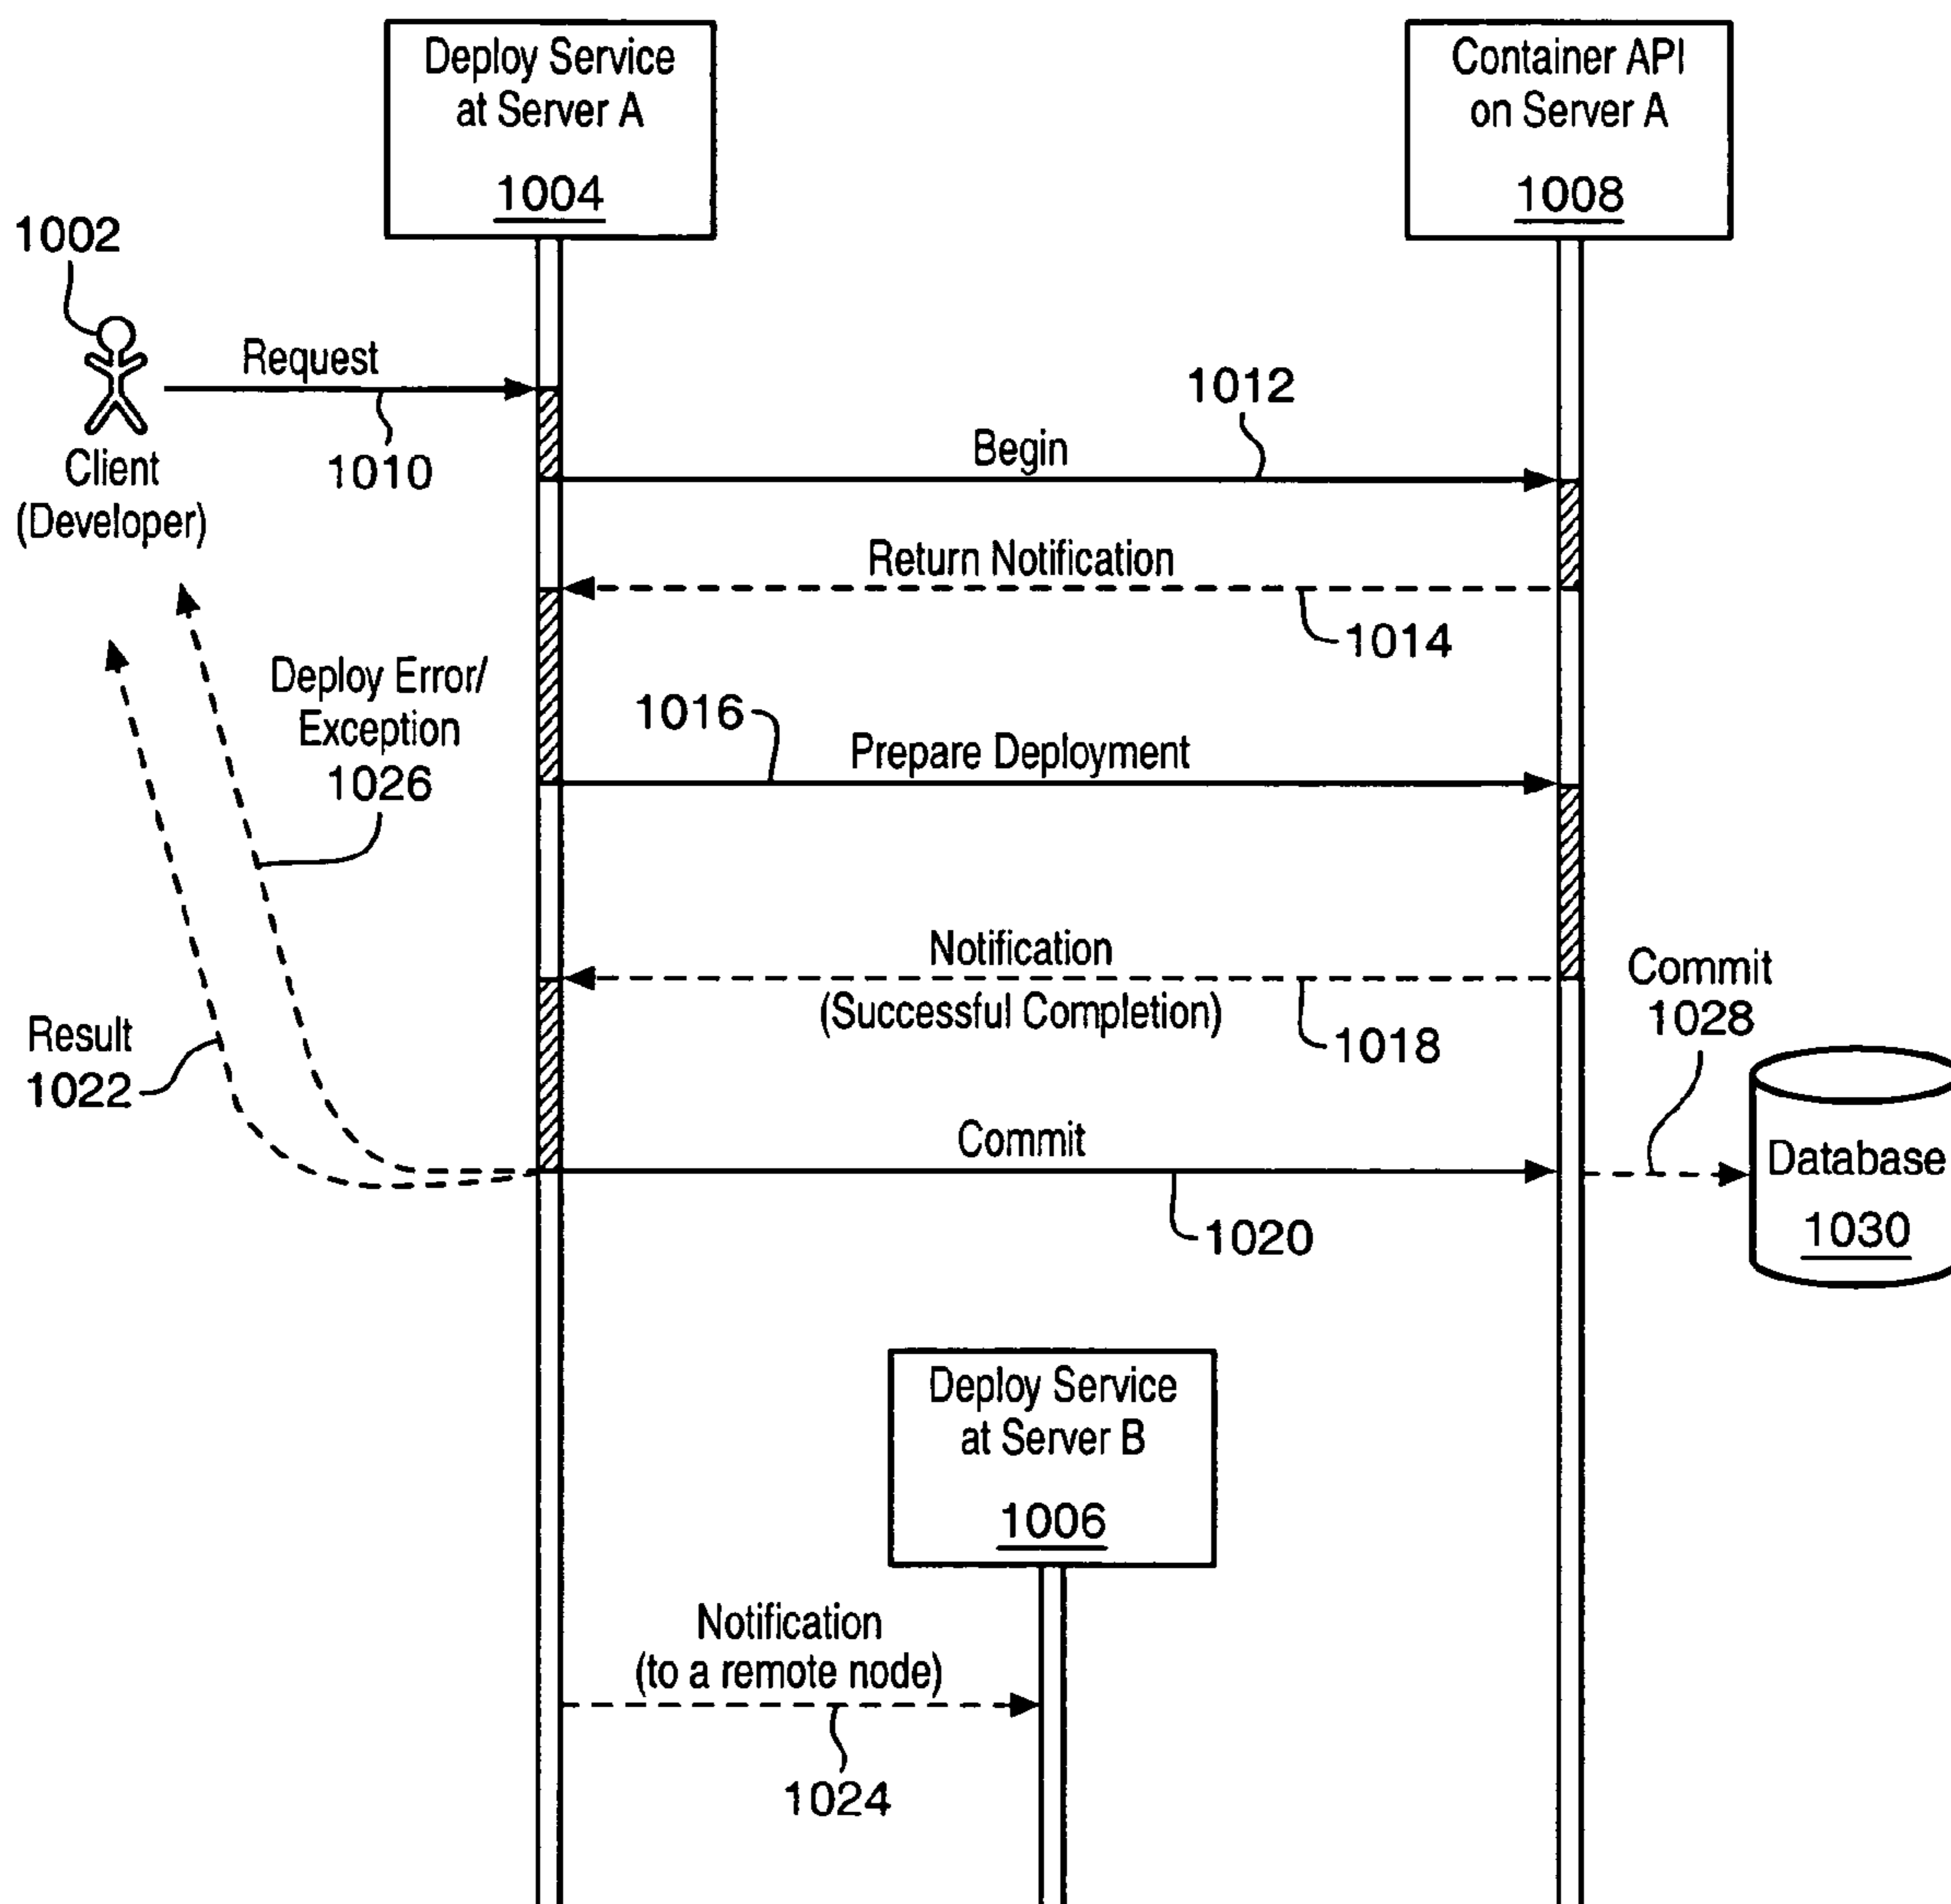 Deploy Service
at Server A
1004
Container API
on Server A
1008
1002
Client
(Developer)
Request
1010
1012
Begin
Return Notification
1014
Deploy Error/
Exception
1026
1016
Prepare Deployment
Notification
(Successful Completion)
1018
Commit
1028
Result
1022
Commit
1020
Database
1030
Deploy Service
at Server B
1006
Notification
(to a remote node)
1024